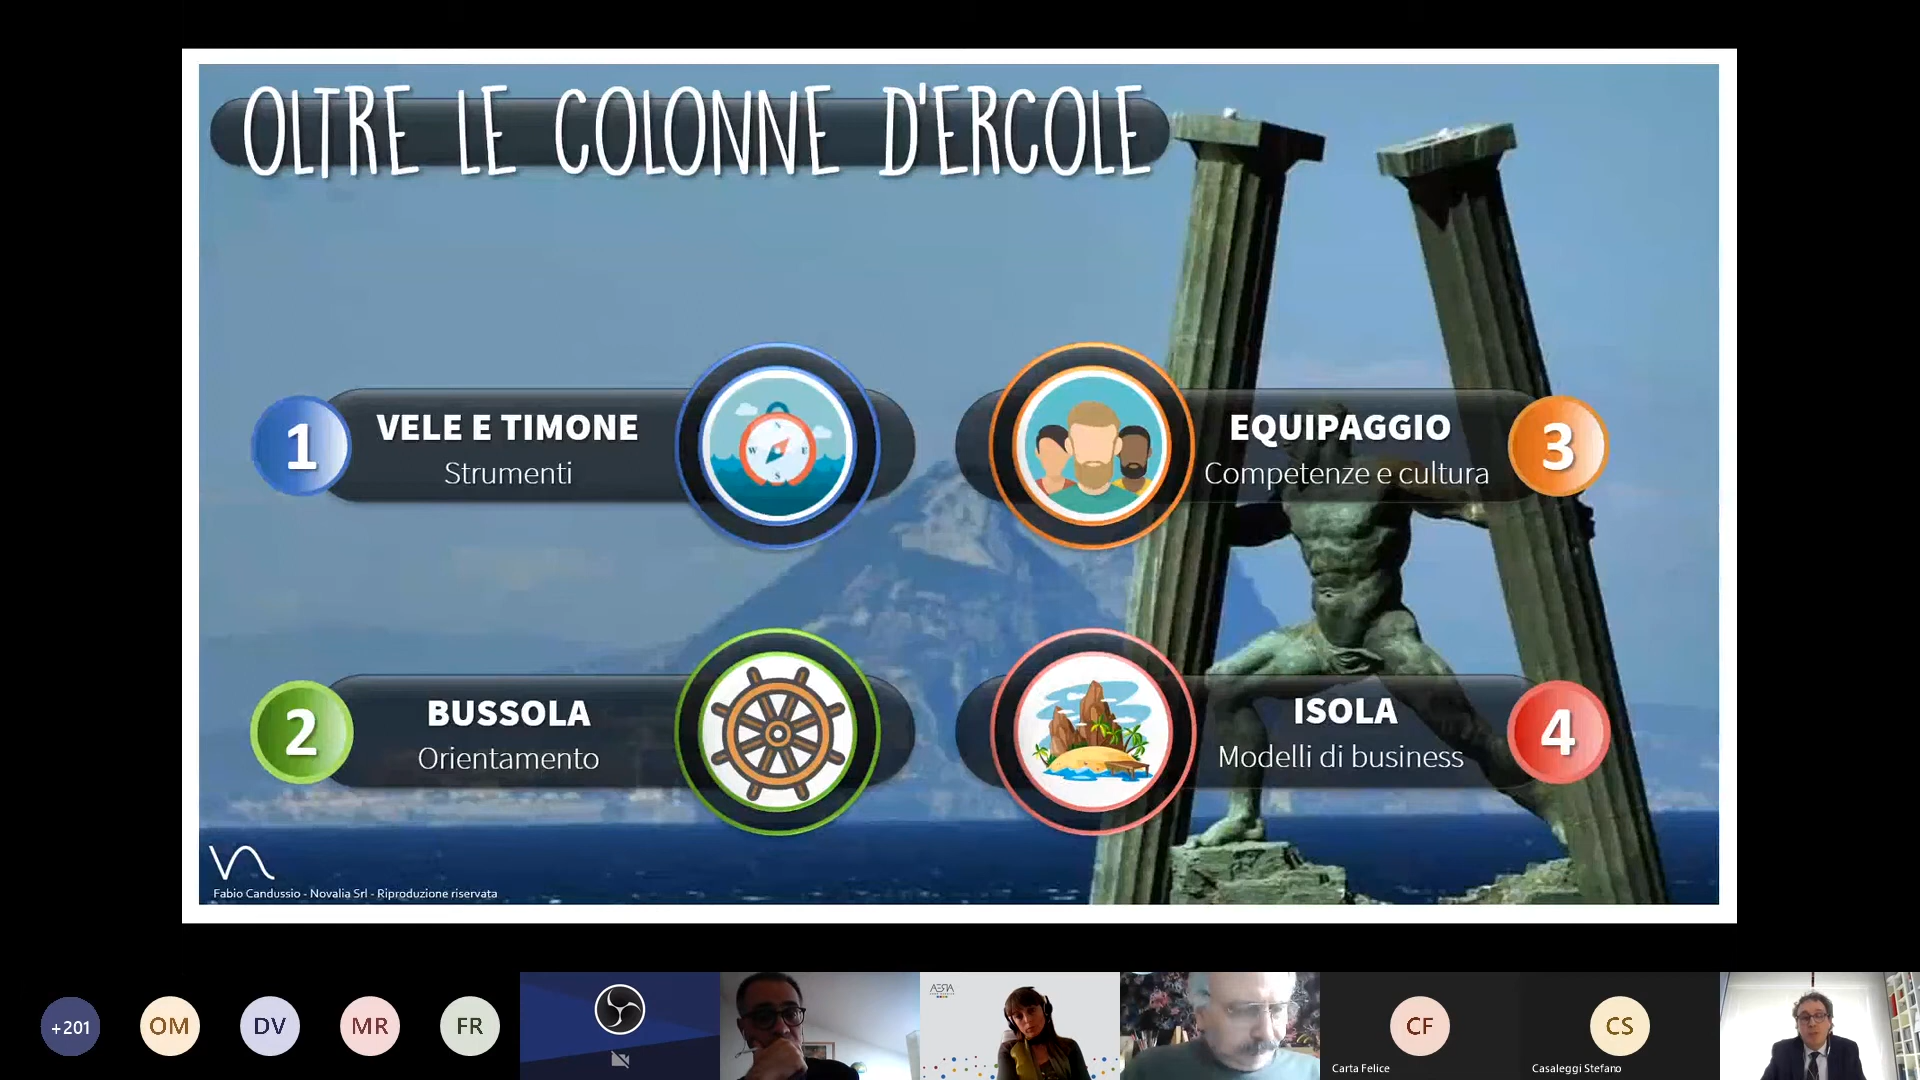 OLTRE LE COLONNE D'ERCOLE
1
VELE E TIMONE
Strumenti
N
W E
S
EQUIPAGGIO
Competenze e cultura
3
2
BUSSOLA
Orientamento
ISOLA
Modelli di business
4
Fabio Candussio - Novalia Srl - Riproduzione riservata
+201
OM
DV
MR
FR
AERIA
CF
Carta Felice
CS
Casaleggi Stefano